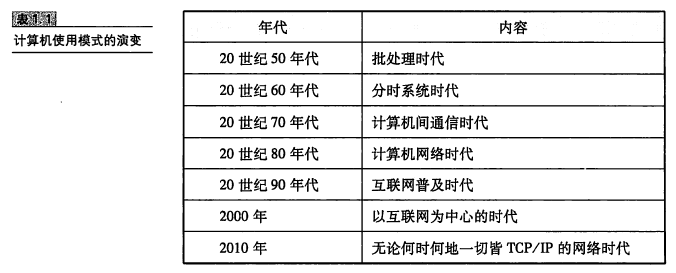 表1.1
计算机使用模式的演变
年代 内容
20 世纪 50 年代 批处理时代
20 世纪 60 年代 分时系统时代
20 世纪 70 年代 计算机间通信时代
20 世纪 80 年代 计算机网络时代
20 世纪 90 年代 互联网普及时代
2000 年 以互联网为中心的时代
2010 年 无论何时何地一切皆 TCP/IP 的网络时代